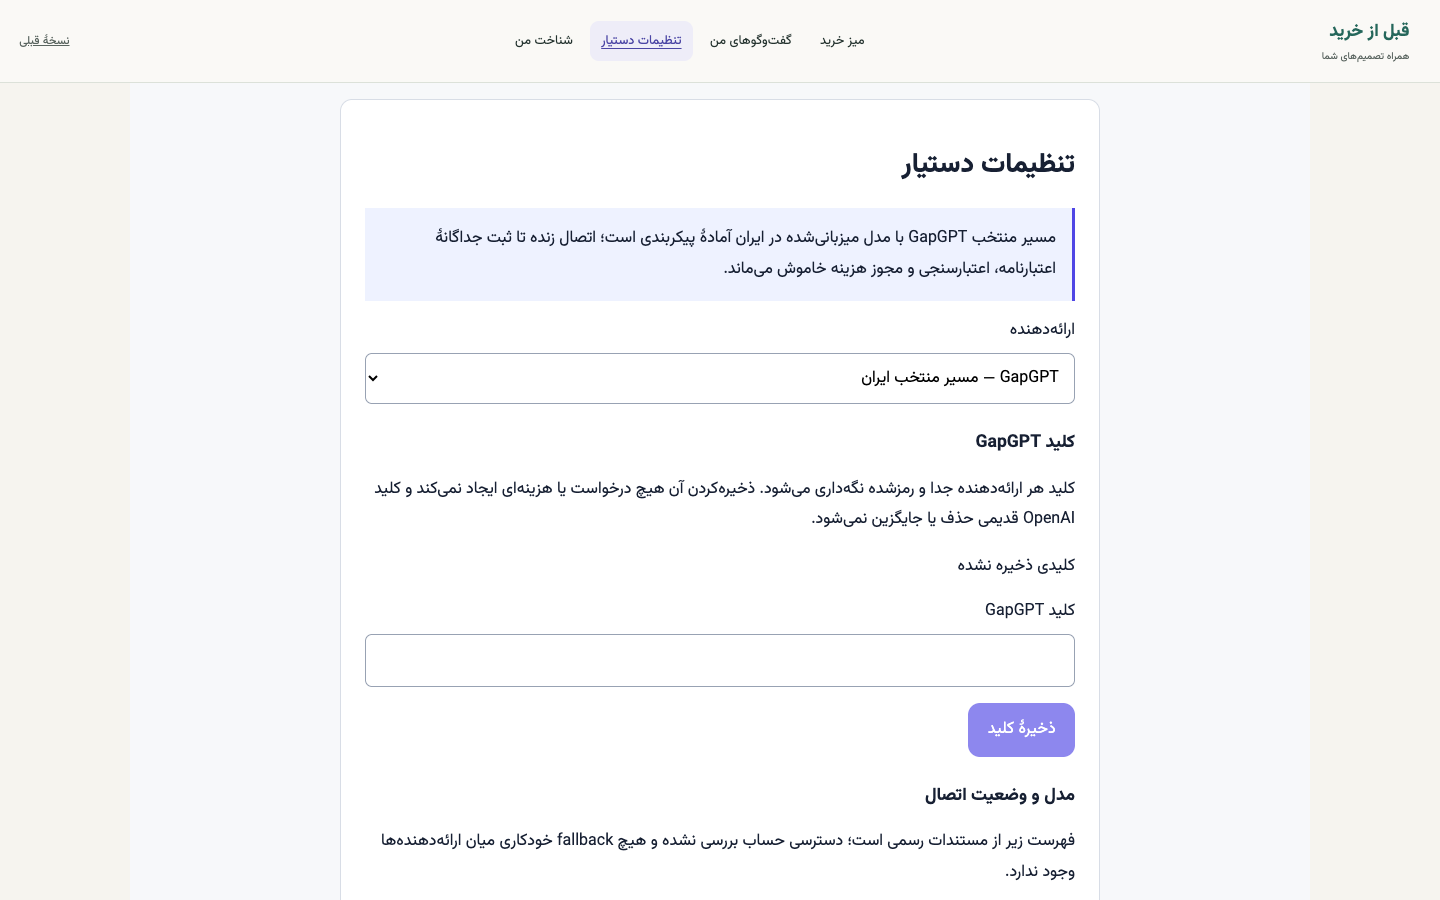 قبل از خرید
همراه تصمیم‌های شما
میز خرید
گفت‌وگوهای من
تنظیمات دستیار
شناخت من
نسخهٔ قبلی
تنظیمات دستیار
مسیر منتخب GapGPT با مدل میزبانی‌شده در ایران آمادهٔ پیکربندی است؛ اتصال زنده تا ثبت جداگانهٔ
اعتبارنامه، اعتبارسنجی و مجوز هزینه خاموش می‌ماند.
ارائه‌دهنده
GapGPT — مسیر منتخب ایران
کلید GapGPT
کلید هر ارائه‌دهنده جدا و رمزشده نگه‌داری می‌شود. ذخیره‌کردن آن هیچ درخواست یا هزینه‌ای ایجاد نمی‌کند و کلید
OpenAI قدیمی حذف یا جایگزین نمی‌شود.
کلیدی ذخیره نشده
کلید GapGPT
ذخیرهٔ کلید
مدل و وضعیت اتصال
فهرست زیر از مستندات رسمی است؛ دسترسی حساب بررسی نشده و هیچ fallback خودکاری میان ارائه‌دهنده‌ها
وجود ندارد.